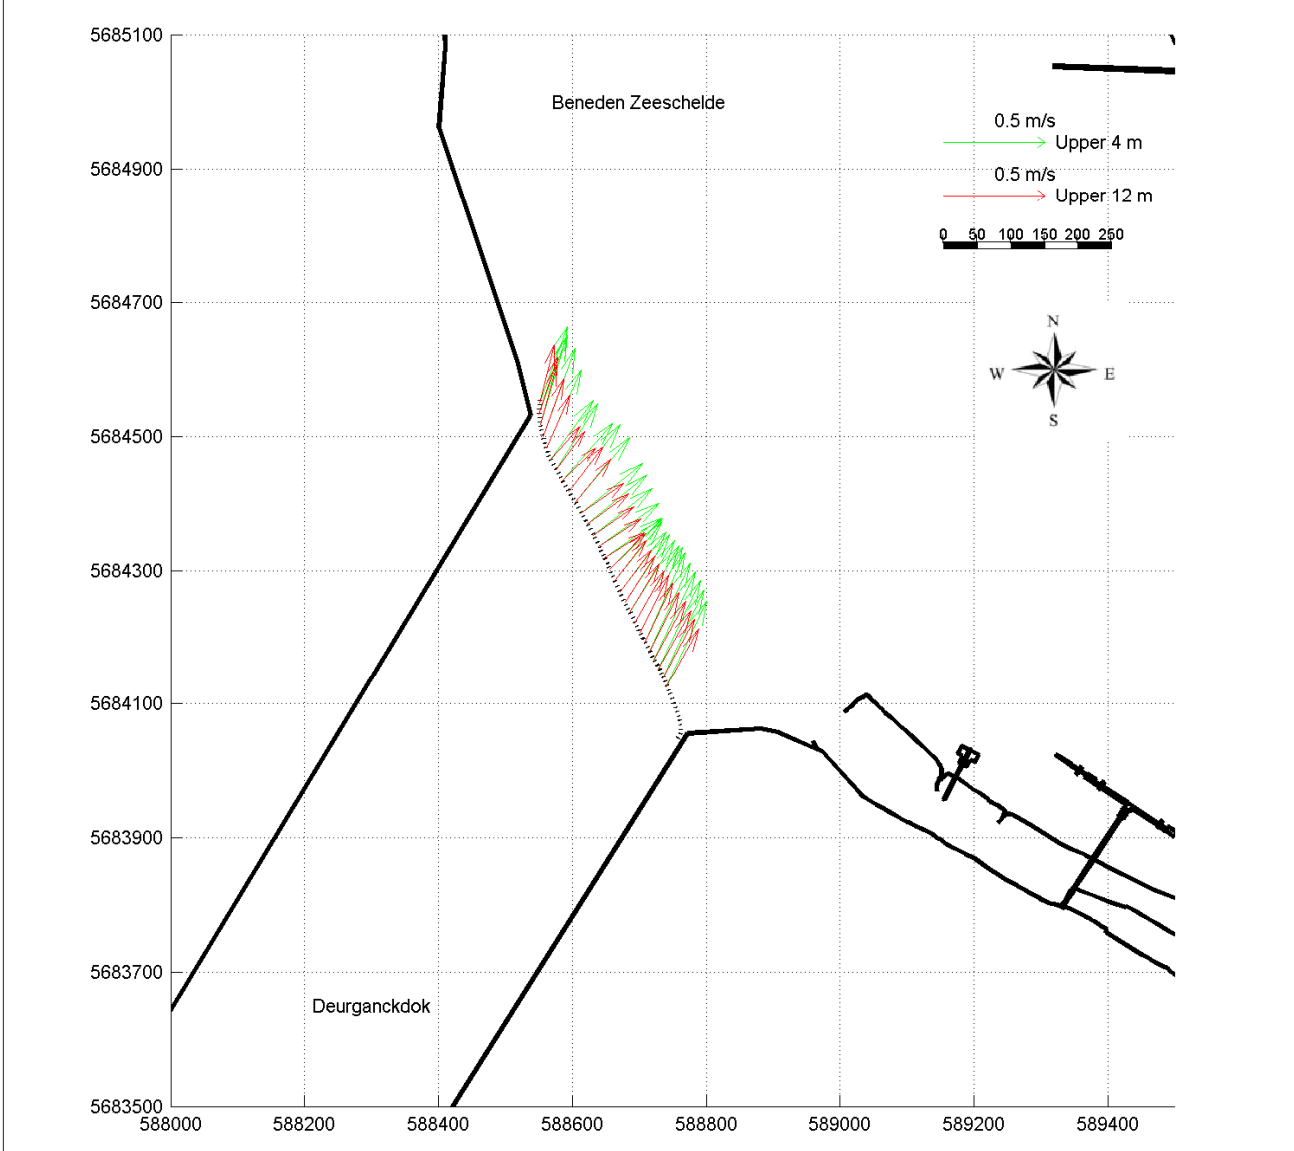 5685100
Beneden Zeeschelde
0.5 m/s
Upper 4 m
5684900
0.5 m/s
Upper 12 m
0 50 100 150 200 250
5684700
N
W E
S
5684500
5684300
5684100
5683900
5683700
Deurganckdok
5683500
588000 588200 588400 588600 588800 589000 589200 589400